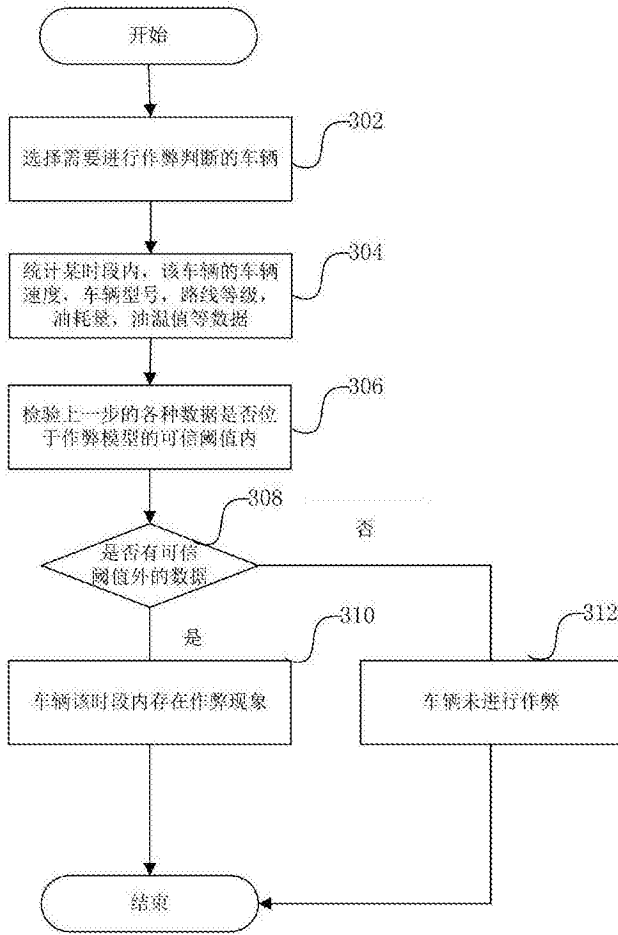 开始
302
选择需要进行作弊判断的车辆
304
统计某时段内，该车辆的车辆
速度，车辆型号，路线等级，
油耗量，油温值等数据
306
检验上一步的各种数据是否位
于作弊模型的可信阈值内
308
是否有可信
阈值外的数据
否
是
310
车辆该时段内存在作弊现象
312
车辆未进行作弊
结束